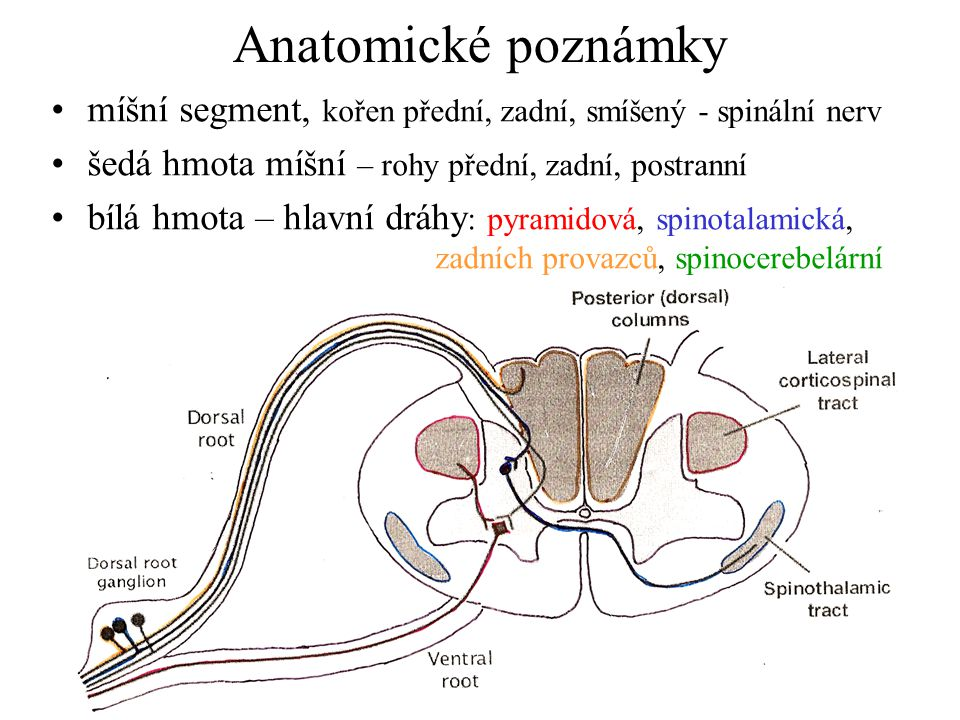 Anatomické poznámky
• míšní segment, kořen přední, zadní, smíšený - spinální nerv
• šedá hmota míšní – rohy přední, zadní, postranní
• bílá hmota – hlavní dráhy: pyramidová, spinotalamická,
zadních provazců, spinocerebelární
Posterior (dorsal)
columns
Lateral
corticospinal
tract
Dorsal
root
Dorsal root
ganglion
Spinothalamic
tract
Ventral
root